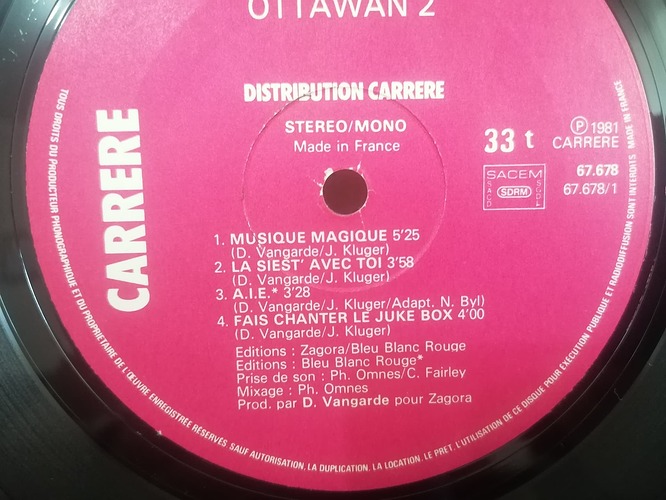 OTTAWAN 2
DISTRIBUTION CARRERE
STEREO/MONO
Made in France
33 t
Ⓟ 1981
CARRERE
SACEM
SACD
SDRM
SGDL
67.678
67.678/1
CARRERE
1. MUSIQUE MAGIQUE 5'25
(D. Vangarde/J. Kluger)
2. LA SIEST' AVEC TOI 3'58
(D. Vangarde/J. Kluger)
3. A.I.E.* 3'28
(D. Vangarde/J. Kluger/Adapt. N. Byl)
4. FAIS CHANTER LE JUKE BOX 4'00
(D. Vangarde/J. Kluger)
Editions : Zagora/Bleu Blanc Rouge
Editions : Bleu Blanc Rouge*
Prise de son : Ph. Omnes/C. Fairley
Mixage : Ph. Omnes
Prod. par D. Vangarde pour Zagora
TOUS DROITS DU PRODUCTEUR PHONOGRAPHIQUE ET DU PROPRIETAIRE DE L'ŒUVRE ENREGISTREE RESERVES SAUF AUTORISATION, LA DUPLICATION, LA LOCATION, LE PRET, L'UTILISATION DE CE DISQUE POUR EXECUTION PUBLIQUE ET RADIODIFFUSION SONT INTERDITS MADE IN FRANCE